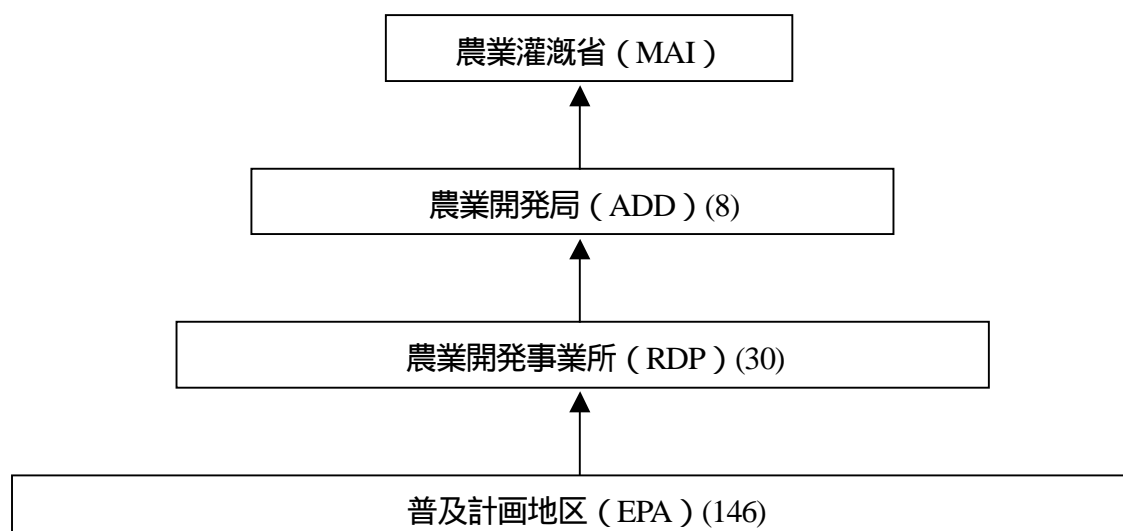 農業灌漑省（MAI）
農業開発局（ADD）(8)
農業開発事業所（RDP）(30)
普及計画地区（EPA）(146)